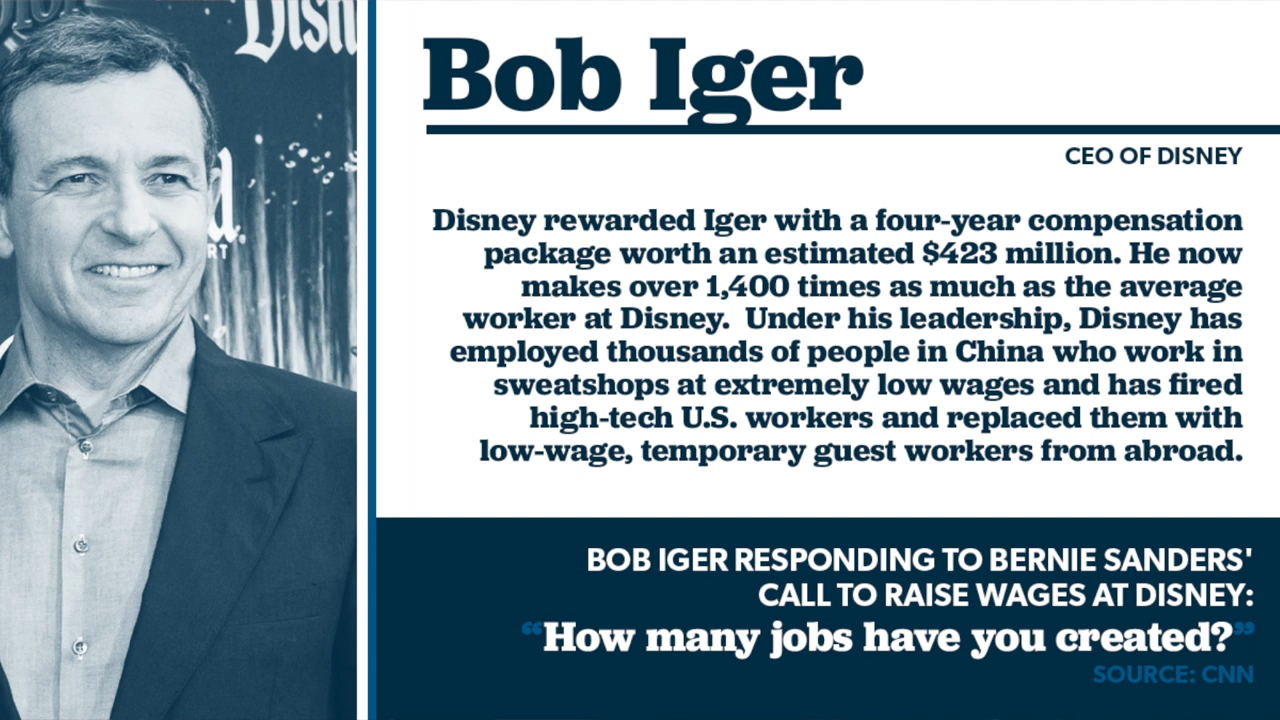 Disn
RT
Bob Iger
CEO OF DISNEY
Disney rewarded Iger with a four-year compensation
package worth an estimated $423 million. He now
makes over 1,400 times as much as the average
worker at Disney.  Under his leadership, Disney has
employed thousands of people in China who work in
sweatshops at extremely low wages and has fired
high-tech U.S. workers and replaced them with
low-wage, temporary guest workers from abroad.
BOB IGER RESPONDING TO BERNIE SANDERS'
CALL TO RAISE WAGES AT DISNEY:
“How many jobs have you created?”
SOURCE: CNN